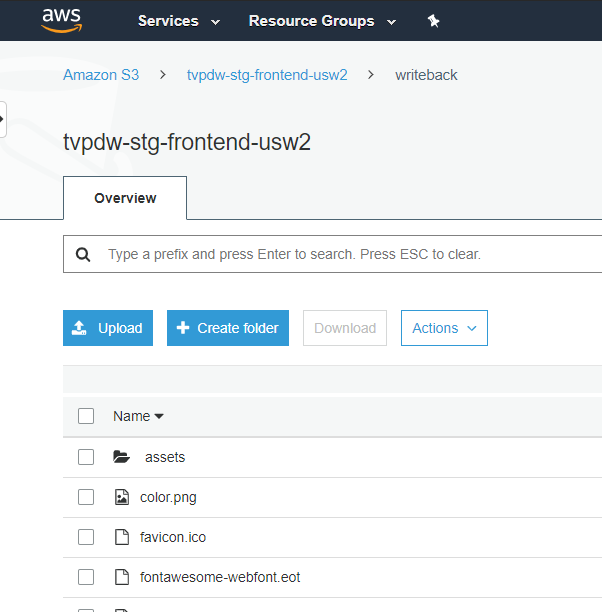 aws Services Resource Groups
Amazon S3 > tvpdw-stg-frontend-usw2 > writeback
tvpdw-stg-frontend-usw2
Overview
Type a prefix and press Enter to search. Press ESC to clear.
Upload Create folder Download Actions
Name
assets
color.png
favicon.ico
fontawesome-webfont.eot